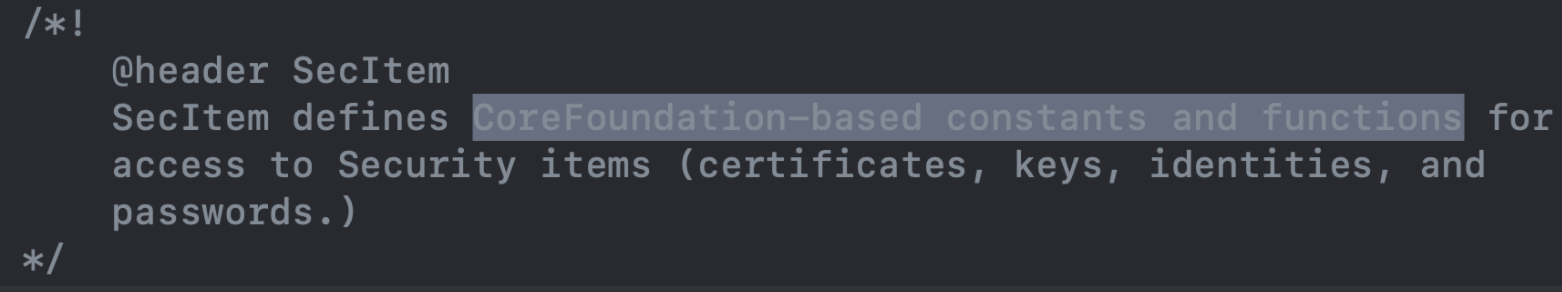 /*!
@header SecItem
SecItem defines CoreFoundation-based constants and functions for
access to Security items (certificates, keys, identities, and
passwords.)
*/